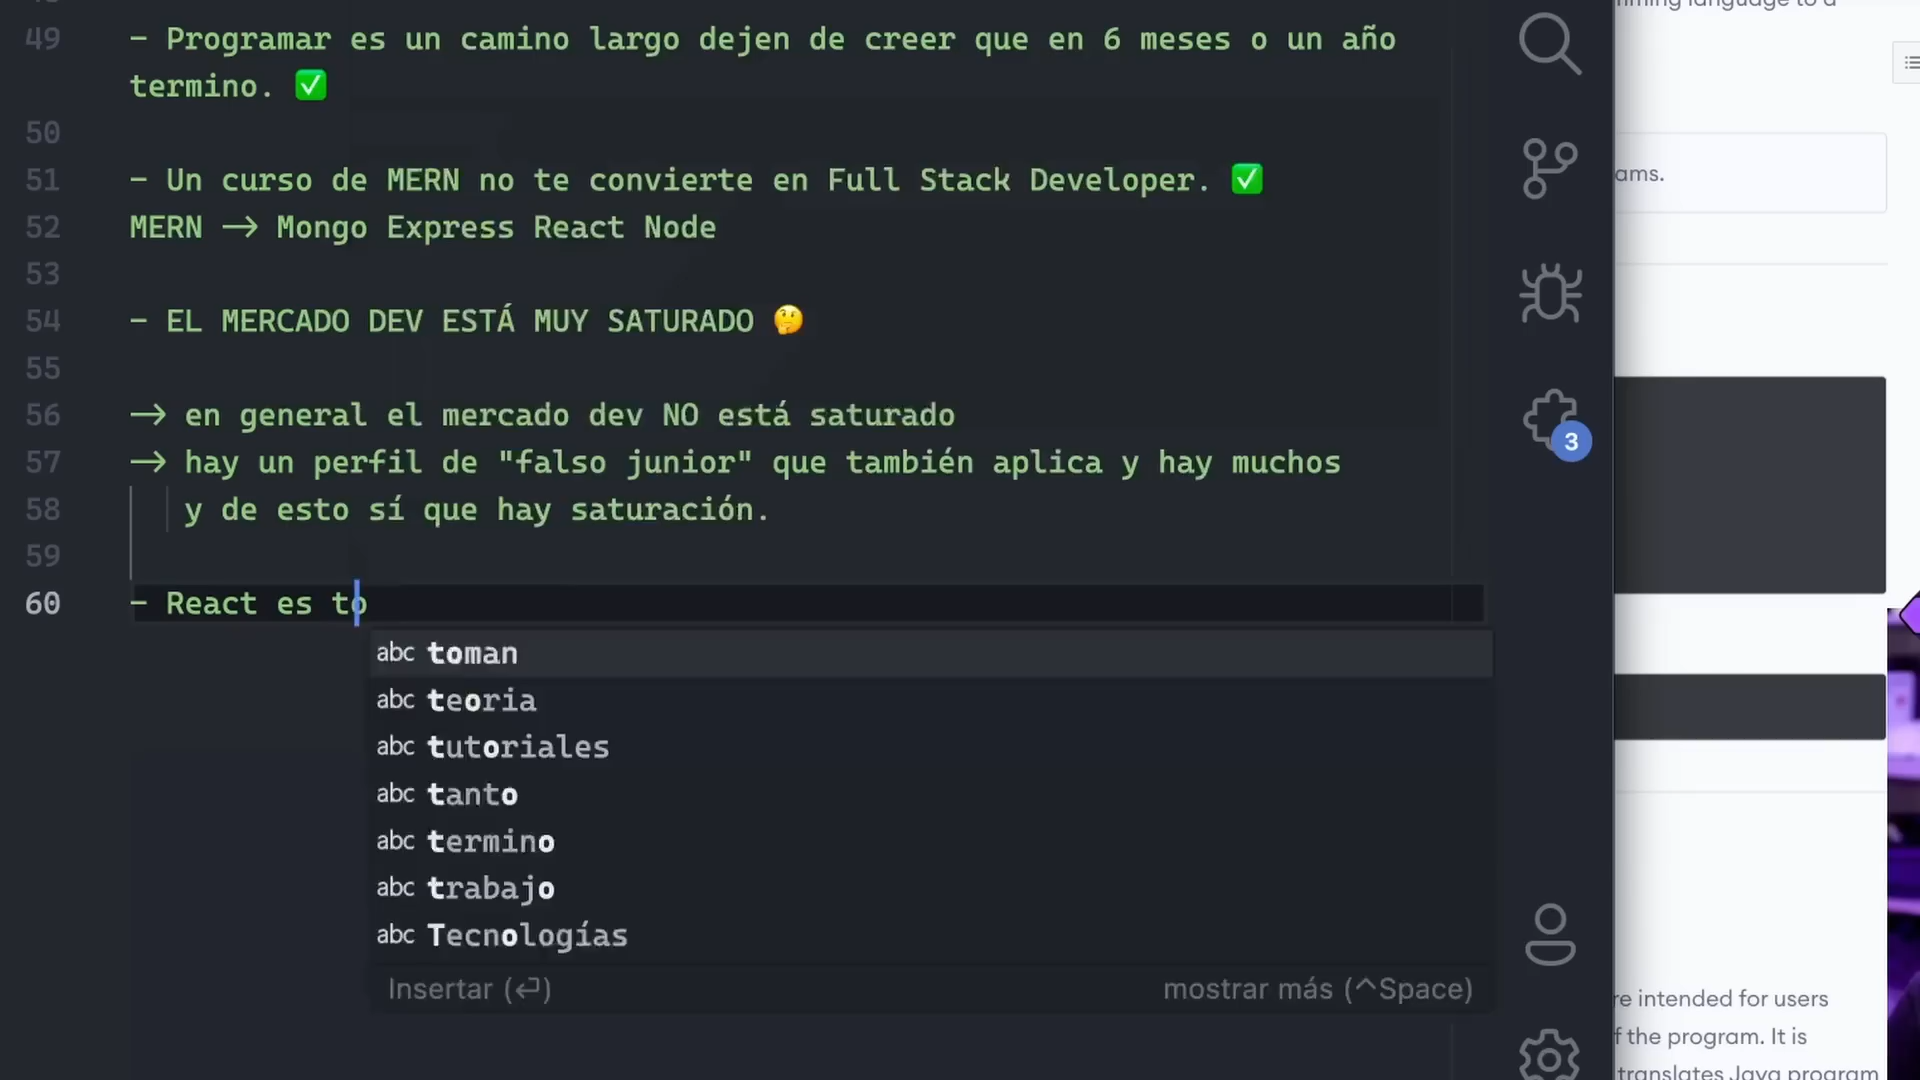 49 - Programar es un camino largo dejen de creer que en 6 meses o un año
termino. ✅
50
51 - Un curso de MERN no te convierte en Full Stack Developer. ✅
52 MERN —> Mongo Express React Node
53
54 - EL MERCADO DEV ESTÁ MUY SATURADO 🤔
55
56 —> en general el mercado dev NO está saturado
57 —> hay un perfil de "falso junior" que también aplica y hay muchos
58 y de esto sí que hay saturación.
59
60 - React es to
abc toman
abc teoria
abc tutoriales
abc tanto
abc termino
abc trabajo
abc Tecnologías
Insertar (⏎) mostrar más (^Space)
3
ams.
re intended for users
f the program. It is
translates Java program